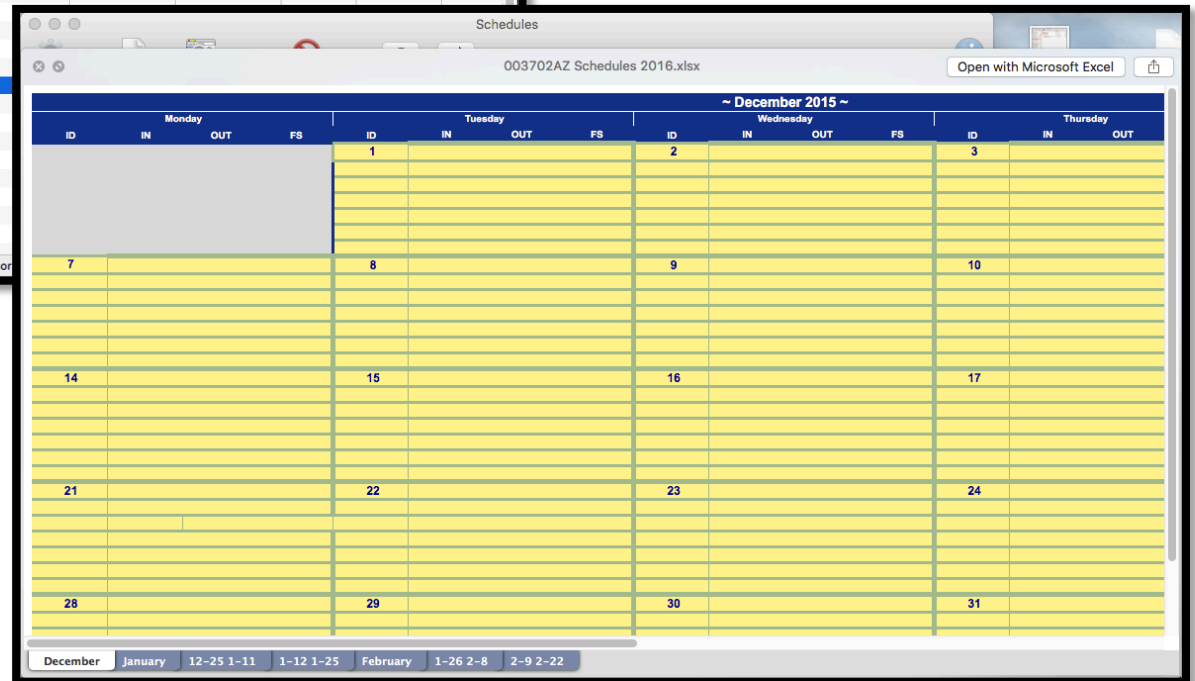 Schedules
003702AZ Schedules 2016.xlsx
Open with Microsoft Excel
~ December 2015 ~
Monday Tuesday Wednesday Thursday
ID IN OUT FS ID IN OUT FS ID IN OUT FS ID IN OUT
1 2 3
or
7 8 9 10
14 15 16 17
21 22 23 24
28 29 30 31
December January 12-25 1-11 1-12 1-25 February 1-26 2-8 2-9 2-22